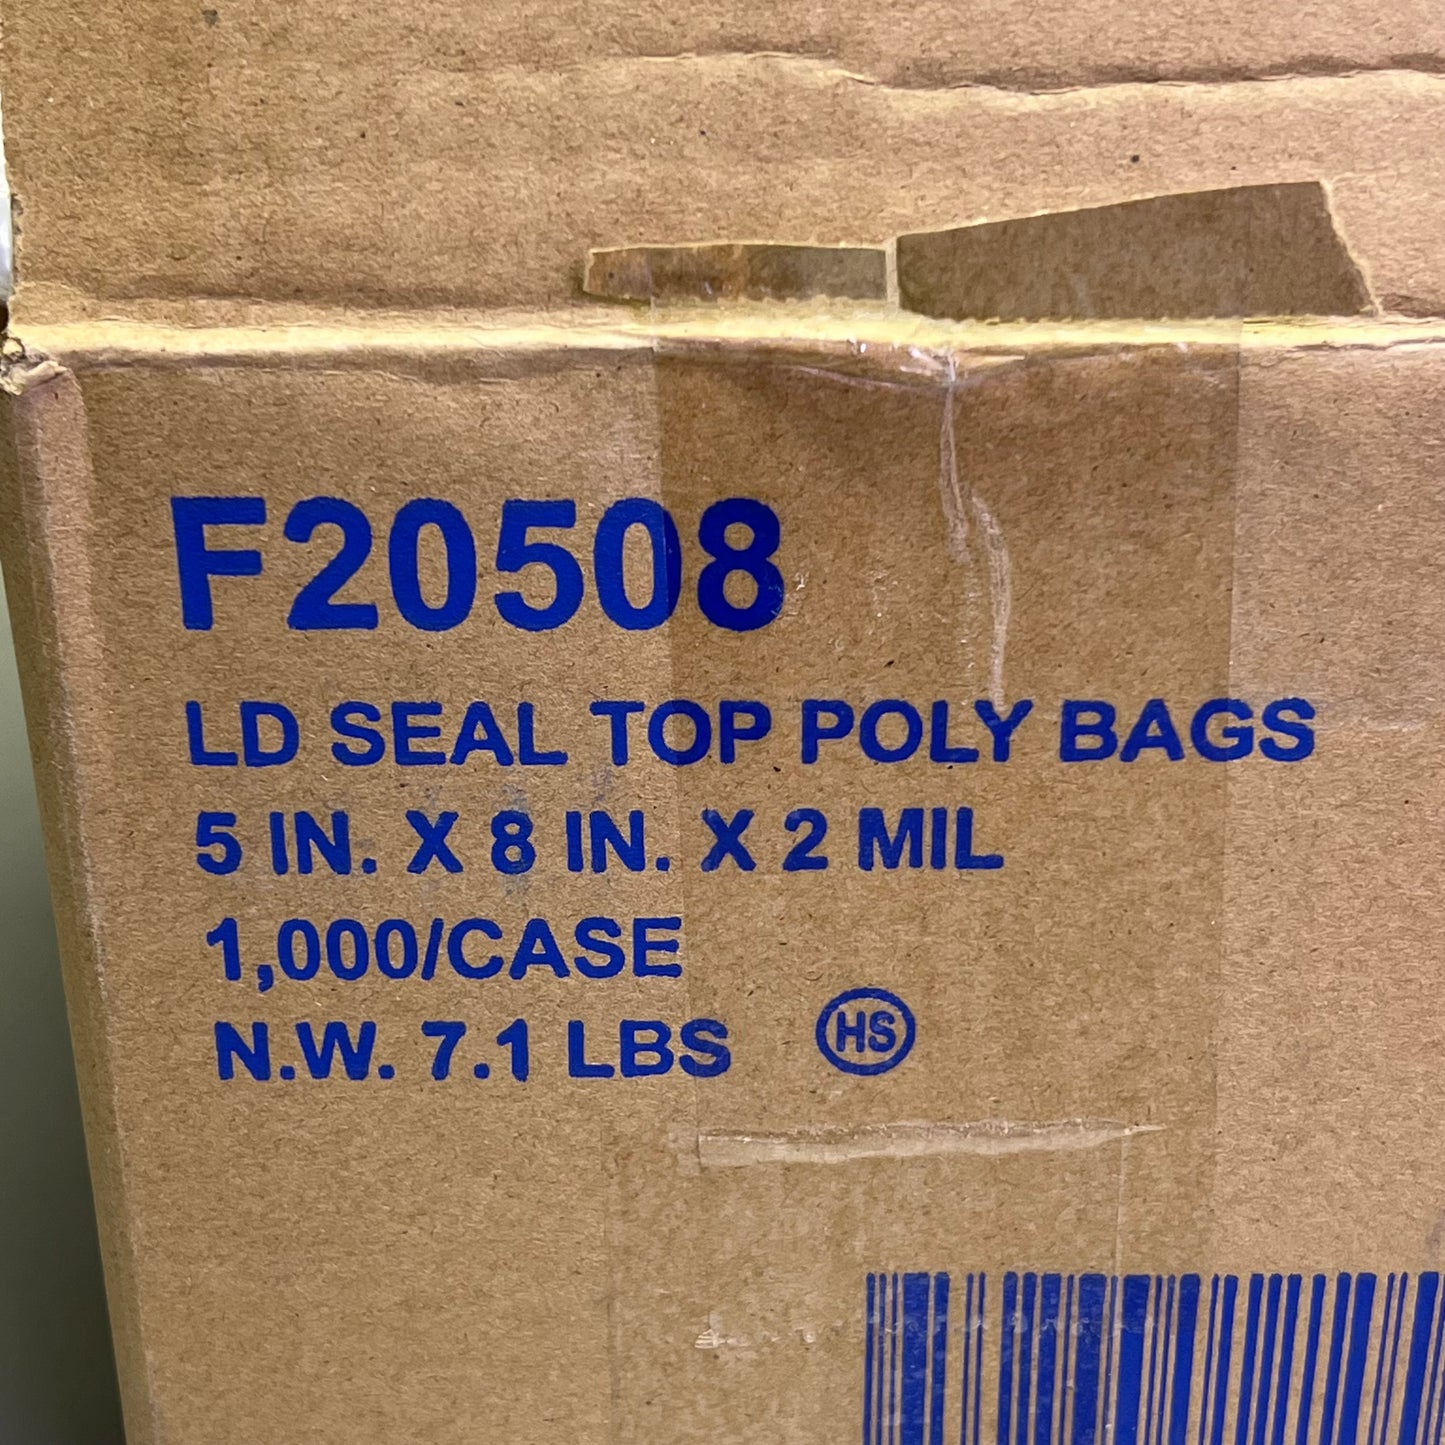 F20508
LD SEAL TOP POLY BAGS
5 IN. X 8 IN. X 2 MIL
1,000/CASE
N.W. 7.1 LBS HS